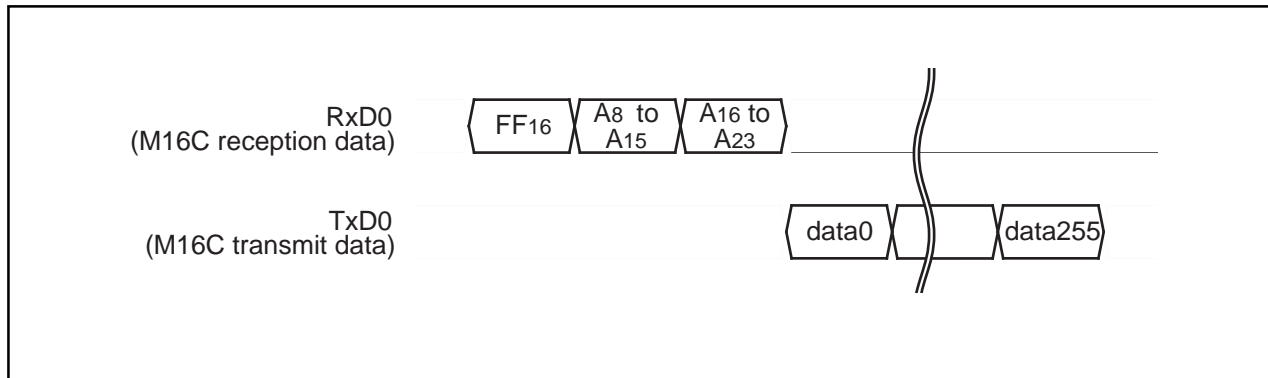 RxD0
(M16C reception data)
FF16
A8 to
A15
A16 to
A23
TxD0
(M16C transmit data)
data0
data255